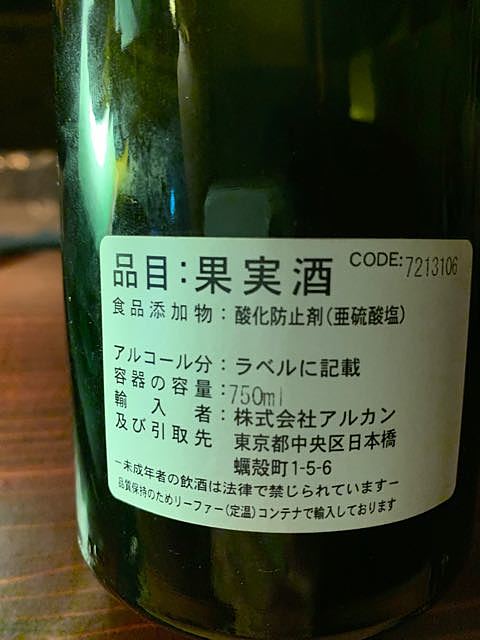 品目:果実酒 CODE:7213106
食品添加物:酸化防止剤(亜硫酸塩)
アルコール分:ラベルに記載
容器の容量:750ml
輸入者:株式会社アルカン
及び引取先 東京都中央区日本橋
蠣殻町1-5-6
ー未成年者の飲酒は法律で禁じられていますー
品質保持のためリーファー(定温)コンテナで輸入しております